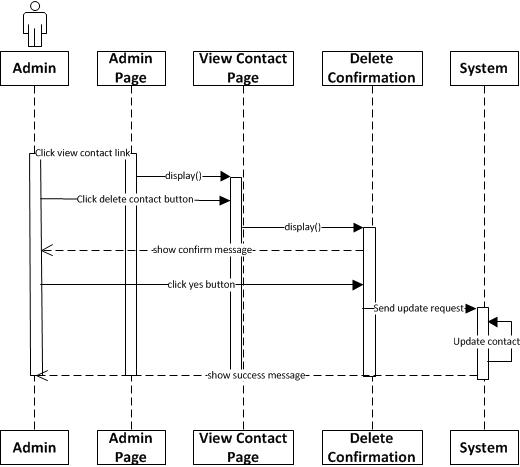 Admin
Admin
Page
View Contact
Page
Delete
Confirmation
System
Click view contact link
display()
Click delete contact button
display()
show confirm message
click yes button
Send update request
Update contact
show success message
Admin
Admin
Page
View Contact
Page
Delete
Confirmation
System